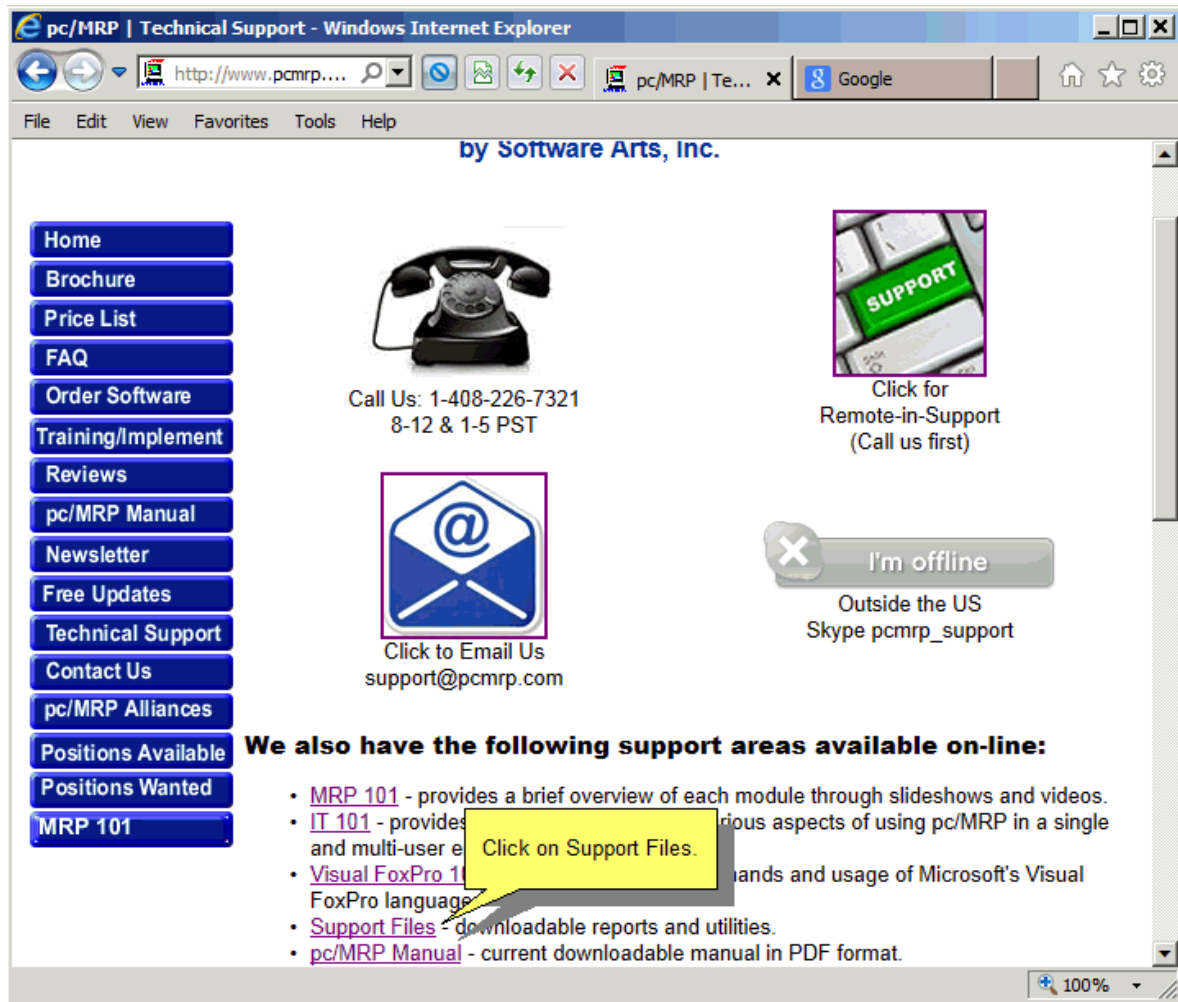 pc/MRP | Technical Support - Windows Internet Explorer
http://www.pcmrp....
pc/MRP | Te...
Google
File Edit View Favorites Tools Help
by Software Arts, Inc.
Home
Brochure
Price List
FAQ
Order Software
Training/Implement
Reviews
pc/MRP Manual
Newsletter
Free Updates
Technical Support
Contact Us
pc/MRP Alliances
Positions Available
Positions Wanted
MRP 101
Call Us: 1-408-226-7321
8-12 & 1-5 PST
SUPPORT
Click for
Remote-in-Support
(Call us first)
@
Click to Email Us
support@pcmrp.com
I'm offline
Outside the US
Skype pcmrp_support
We also have the following support areas available on-line:
• MRP 101 - provides a brief overview of each module through slideshows and videos.
• IT 101 - provides rious aspects of using pc/MRP in a single
and multi-user e
Click on Support Files.
• Visual FoxPro 1 ands and usage of Microsoft's Visual
FoxPro language
• Support Files - downloadable reports and utilities.
• pc/MRP Manual - current downloadable manual in PDF format.
100%